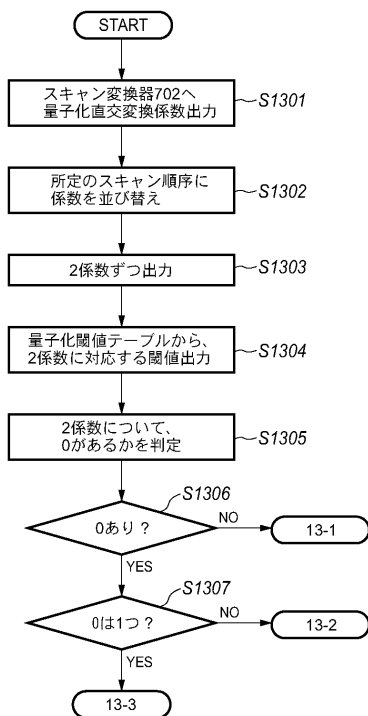 START
スキャン変換器702へ
量子化直交変換係数出力
S1301
所定のスキャン順序に
係数を並び替え
S1302
2係数ずつ出力
S1303
量子化閾値テーブルから、
2係数に対応する閾値出力
S1304
2係数について、
0があるかを判定
S1305
S1306
0あり？
NO
13-1
YES
S1307
0は1つ？
NO
13-2
YES
13-3